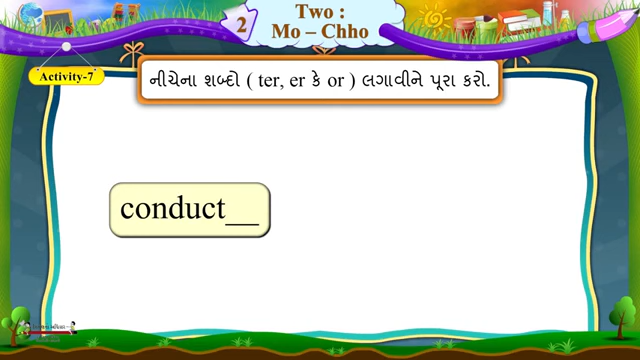 2
Two :
Mo – Chho
Activity-7
નીચેના શબ્દો ( ter, er કે or ) લગાવીને પૂરા કરો.
conduct__